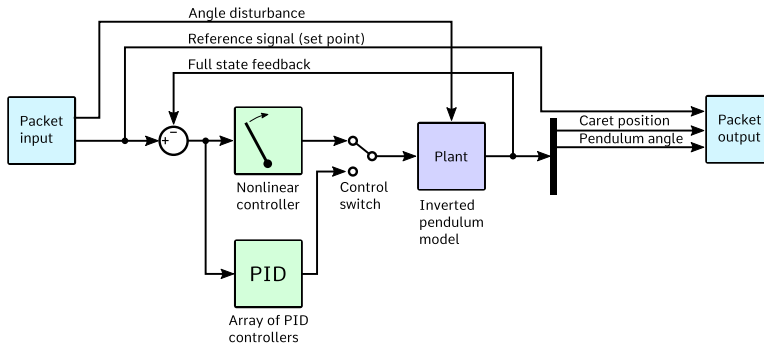 Angle disturbance
Reference signal (set point)
Full state feedback
Packet
input
+
−
Nonlinear
controller
Control
switch
Plant
Inverted
pendulum
model
Caret position
Pendulum angle
Packet
output
PID
Array of PID
controllers